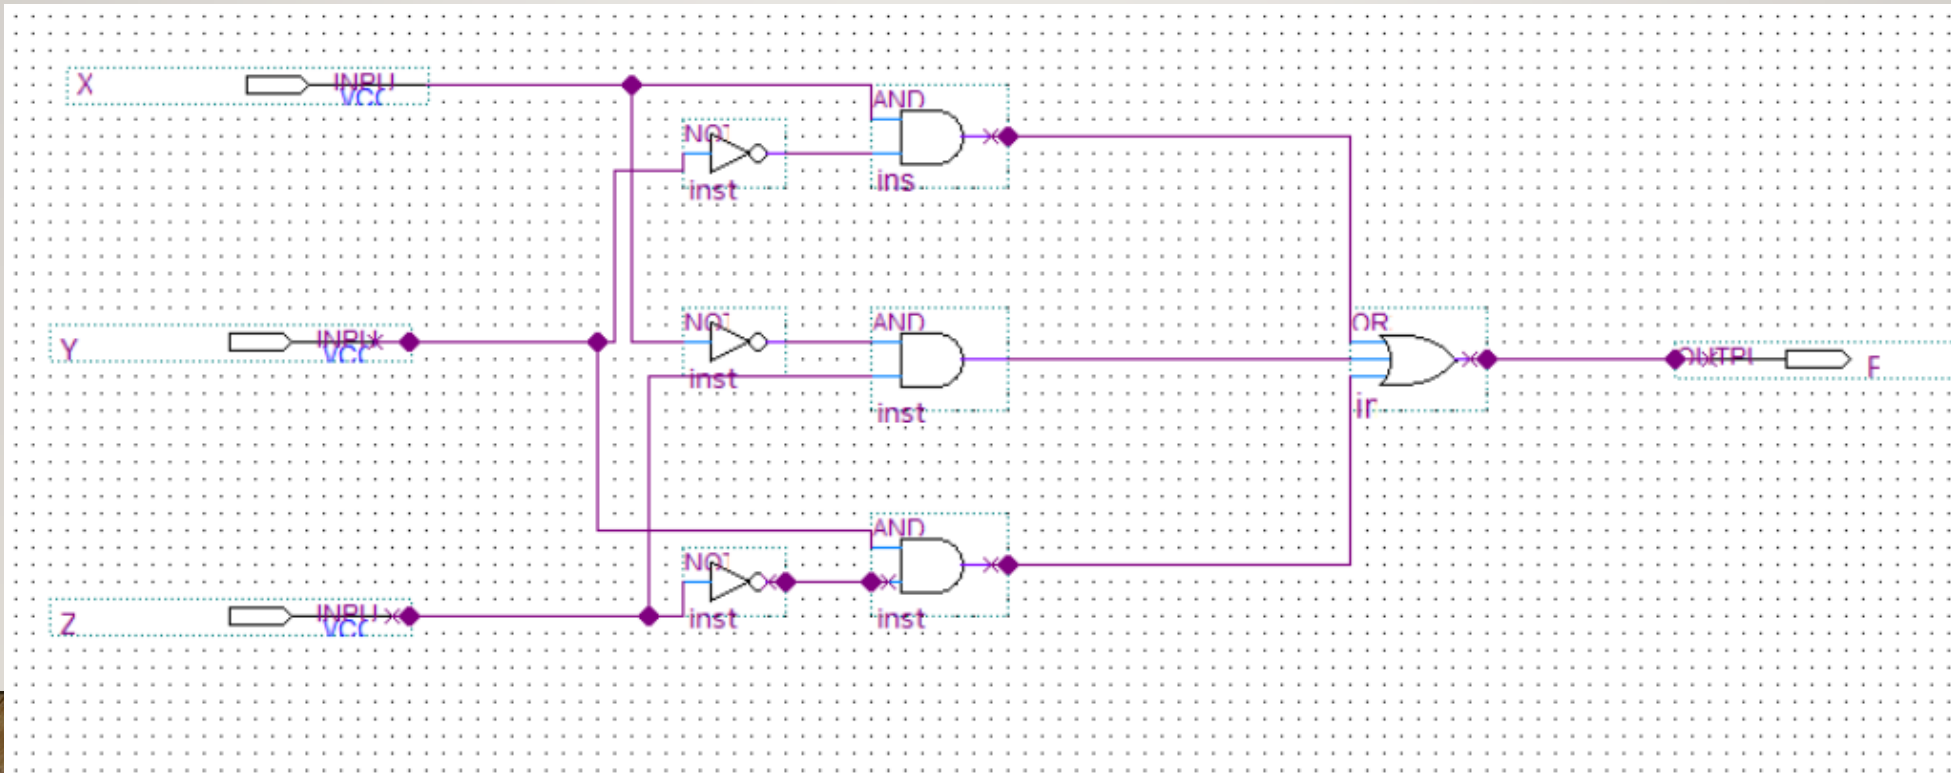 X
INPU
VCC
AND
NOT
ins
inst
NOT
AND
OR
Y
INPU
VCC
OUTPU
F
inst
inst
ir
AND
NOT
Z
INPU
VCC
inst
inst